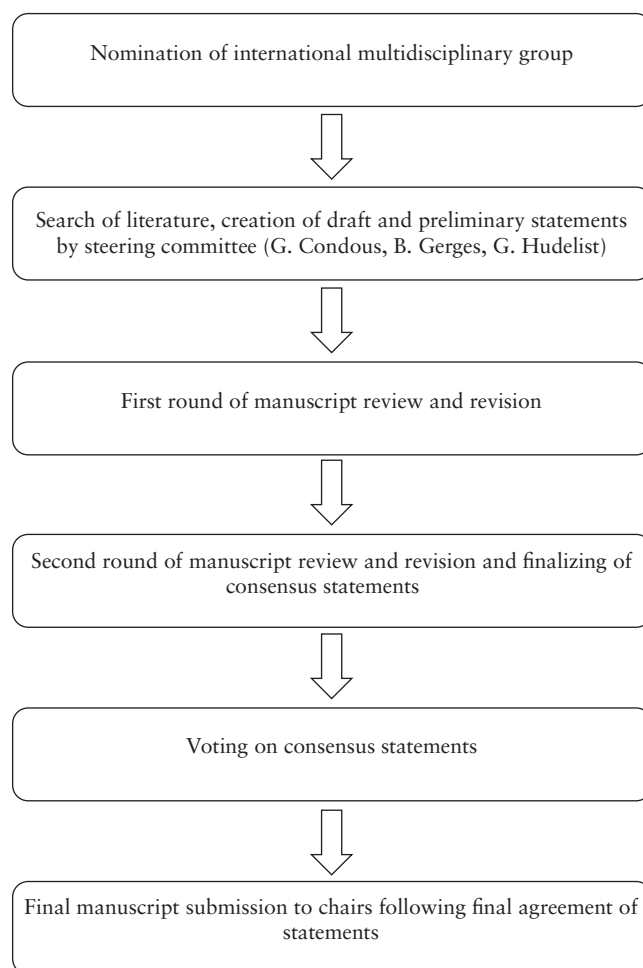 Nomination of international multidisciplinary group
Search of literature, creation of draft and preliminary statements
by steering committee (G. Condous, B. Gerges, G. Hudelist)
First round of manuscript review and revision
Second round of manuscript review and revision and finalizing of
consensus statements
Voting on consensus statements
Final manuscript submission to chairs following final agreement of
statements